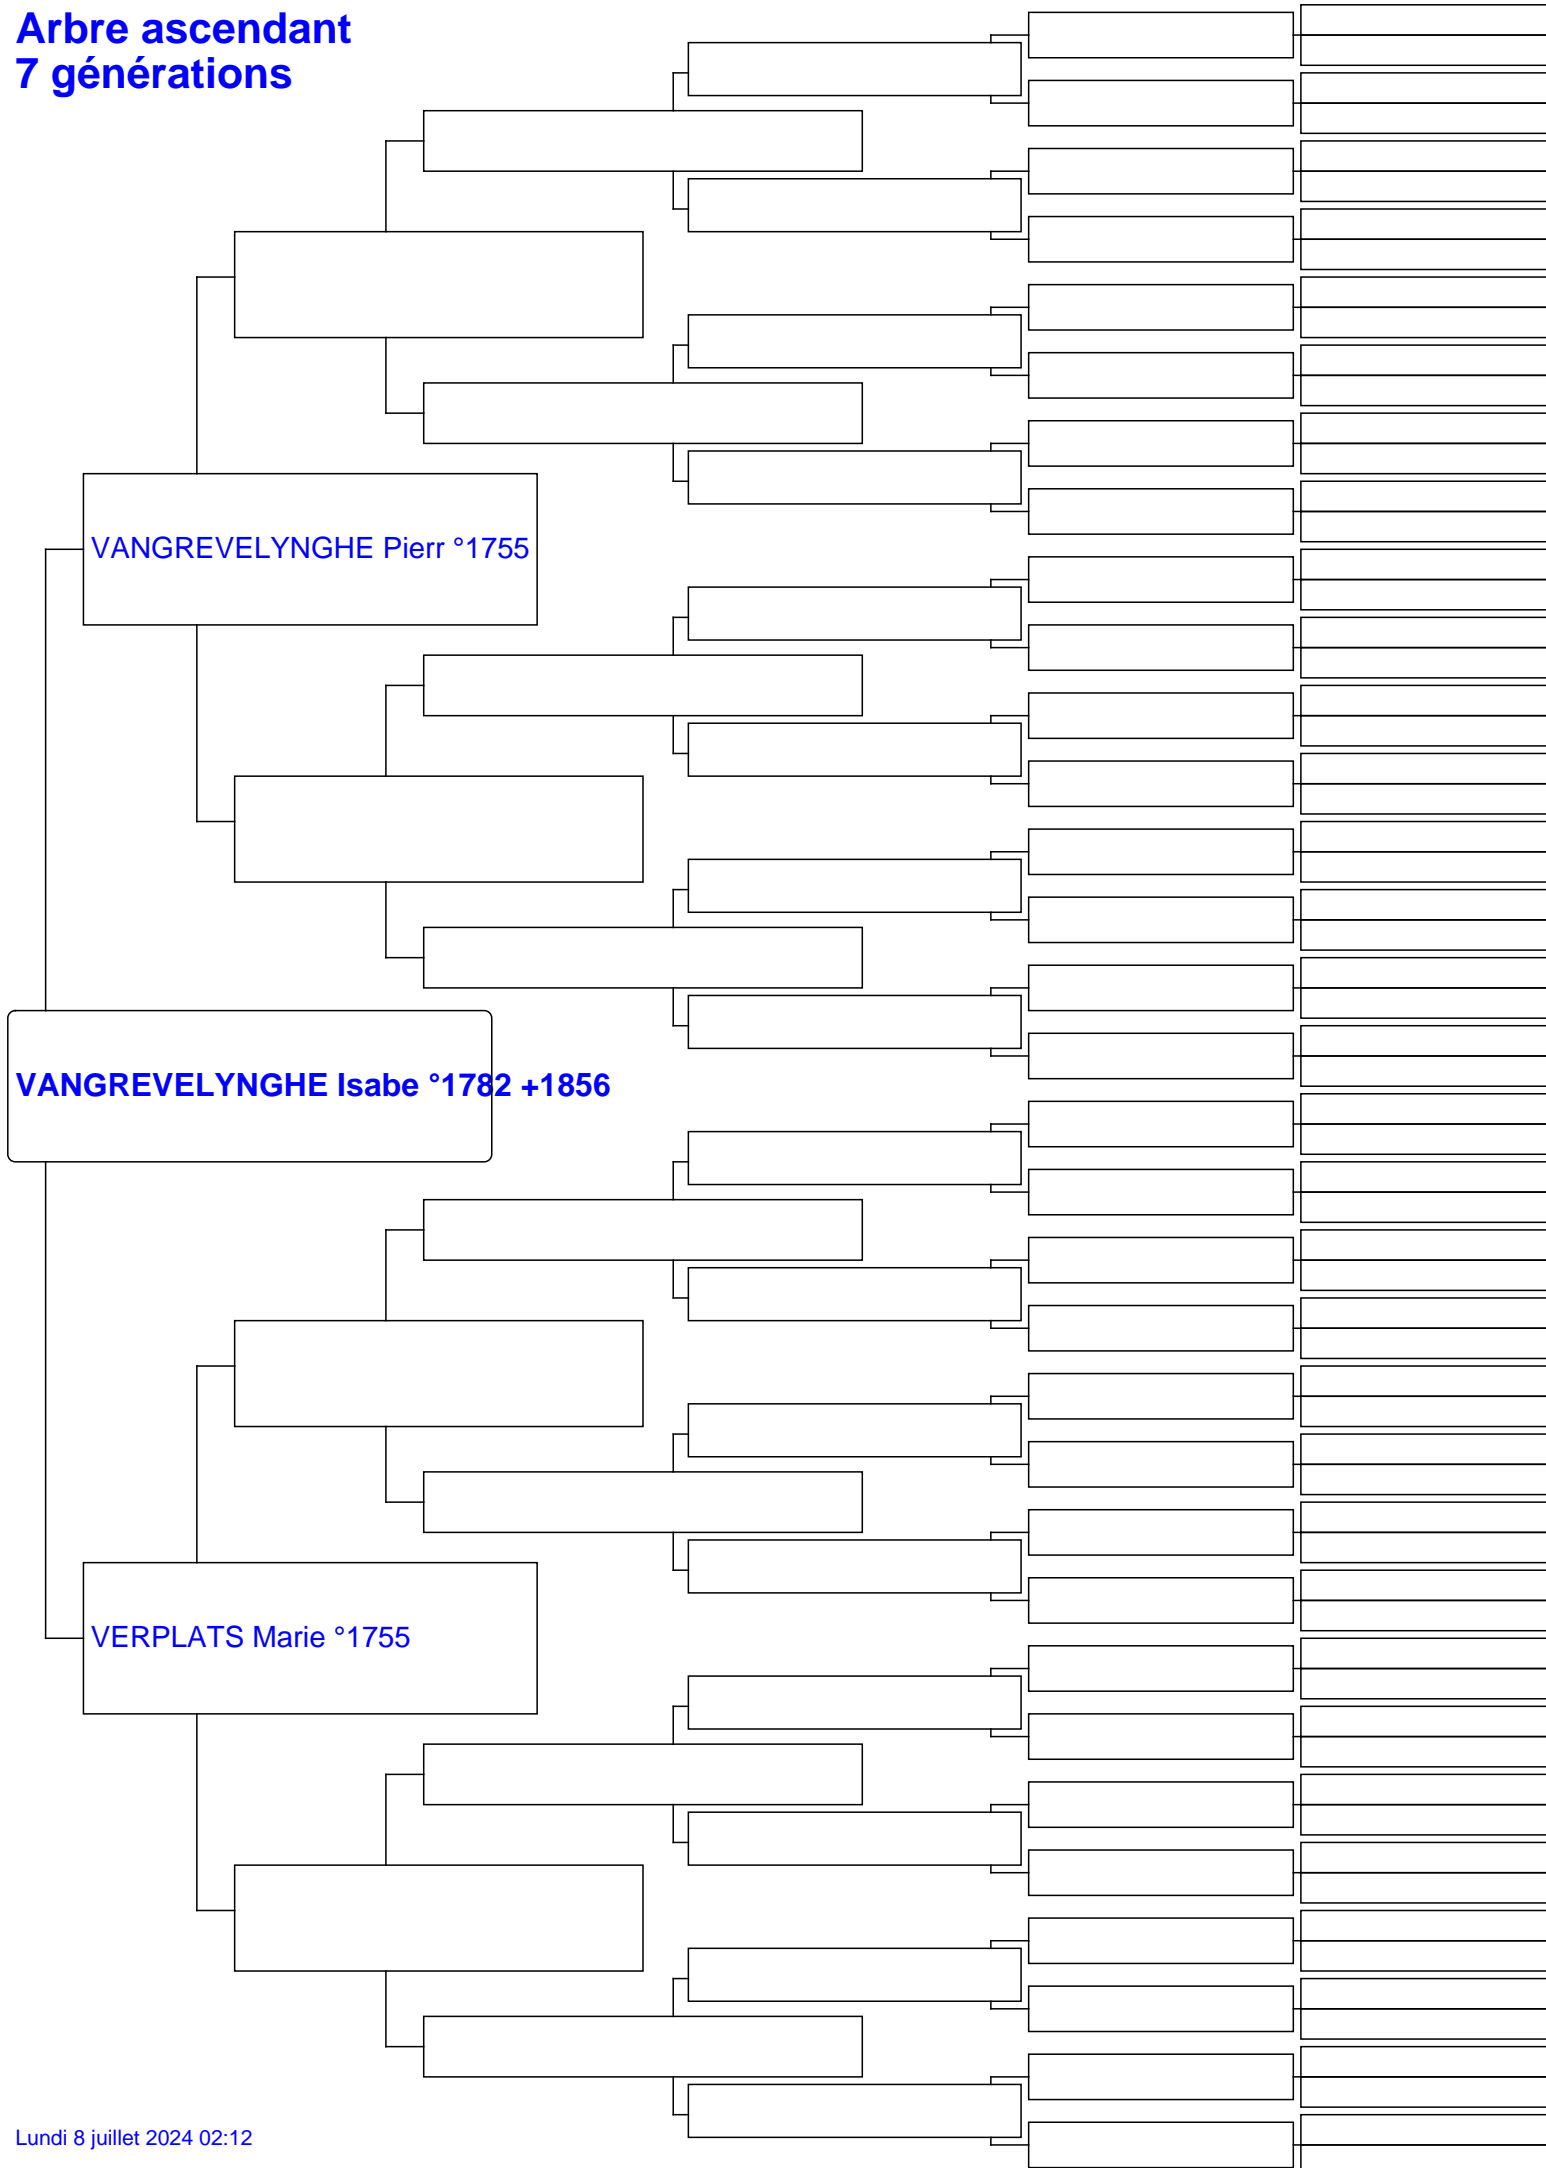 Arbre ascendant
7 générations
VANGREVELYNGHE Pierr °1755
VANGREVELYNGHE Isabe °1782 +1856
VERPLATS Marie °1755
Lundi 8 juillet 2024 02:12